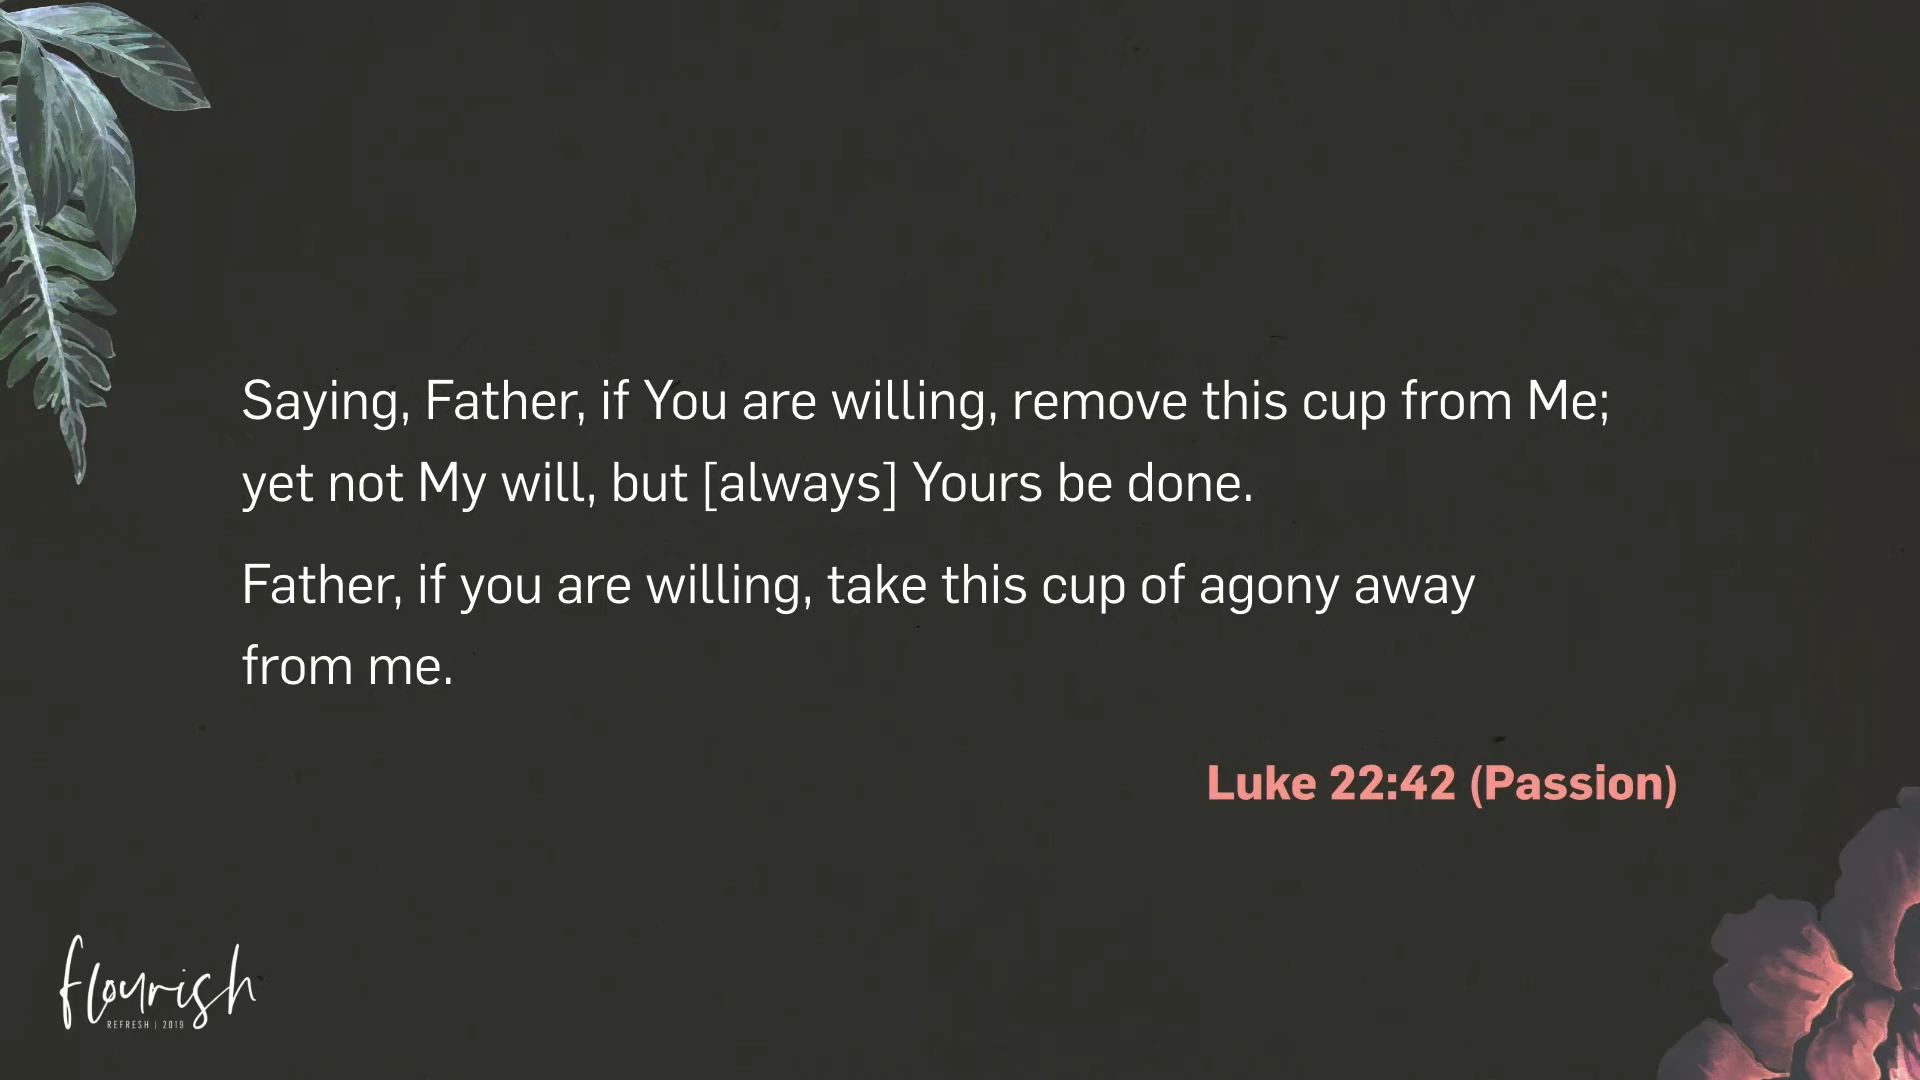 Saying, Father, if You are willing, remove this cup from Me;
yet not My will, but [always] Yours be done.
Father, if you are willing, take this cup of agony away
from me.
Luke 22:42 (Passion)
flourish
REFRESH | 2019